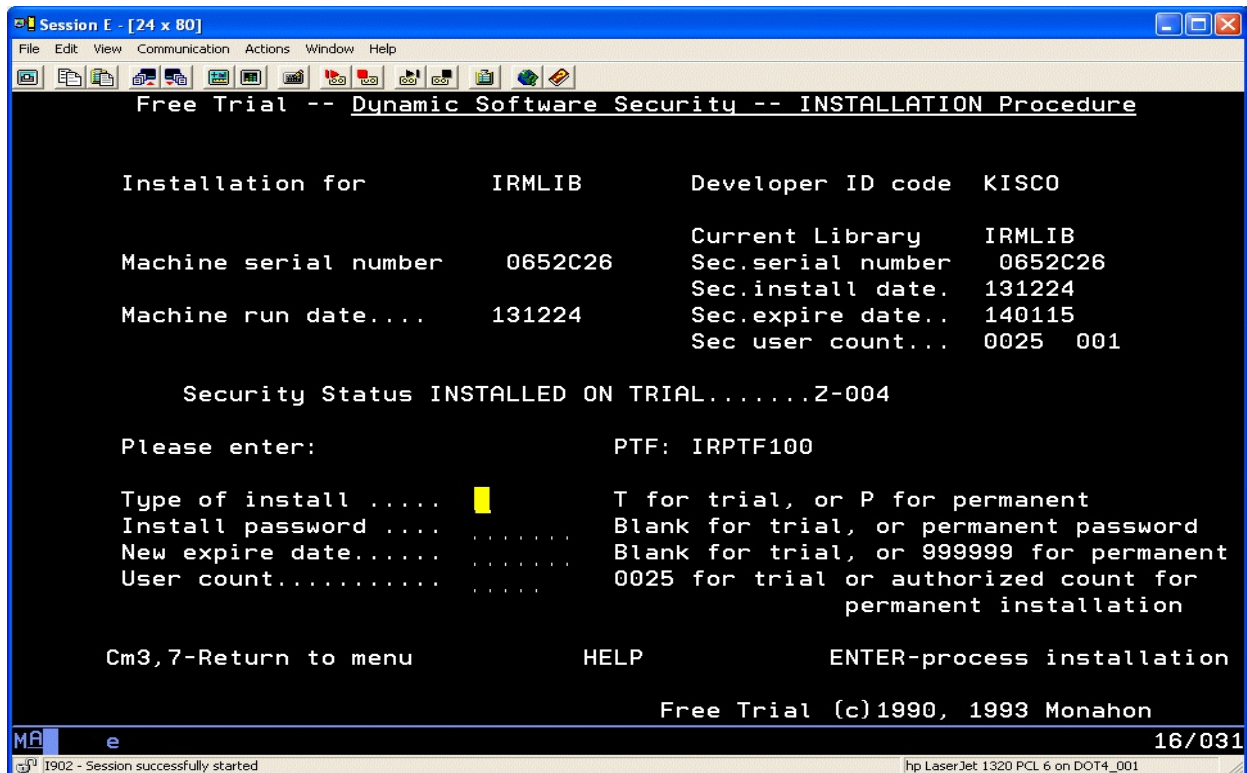 Session E - [24 x 80]
File Edit View Communication Actions Window Help
Free Trial -- Dynamic Software Security -- INSTALLATION Procedure
Installation for IRMLIB Developer ID code KISCO
Current Library IRMLIB
Machine serial number 0652C26 Sec.serial number 0652C26
Sec.install date. 131224
Machine run date.... 131224 Sec.expire date.. 140115
Sec user count... 0025 001
Security Status INSTALLED ON TRIAL.......Z-004
Please enter: PTF: IRPTF100
Type of install ..... T for trial, or P for permanent
Install password .... Blank for trial, or permanent password
New expire date...... Blank for trial, or 999999 for permanent
User count........... 0025 for trial or authorized count for
permanent installation
Cm3,7-Return to menu HELP ENTER-process installation
Free Trial (c)1990, 1993 Monahon
MA e 16/031
I902 - Session successfully started hp LaserJet 1320 PCL 6 on DOT4_001